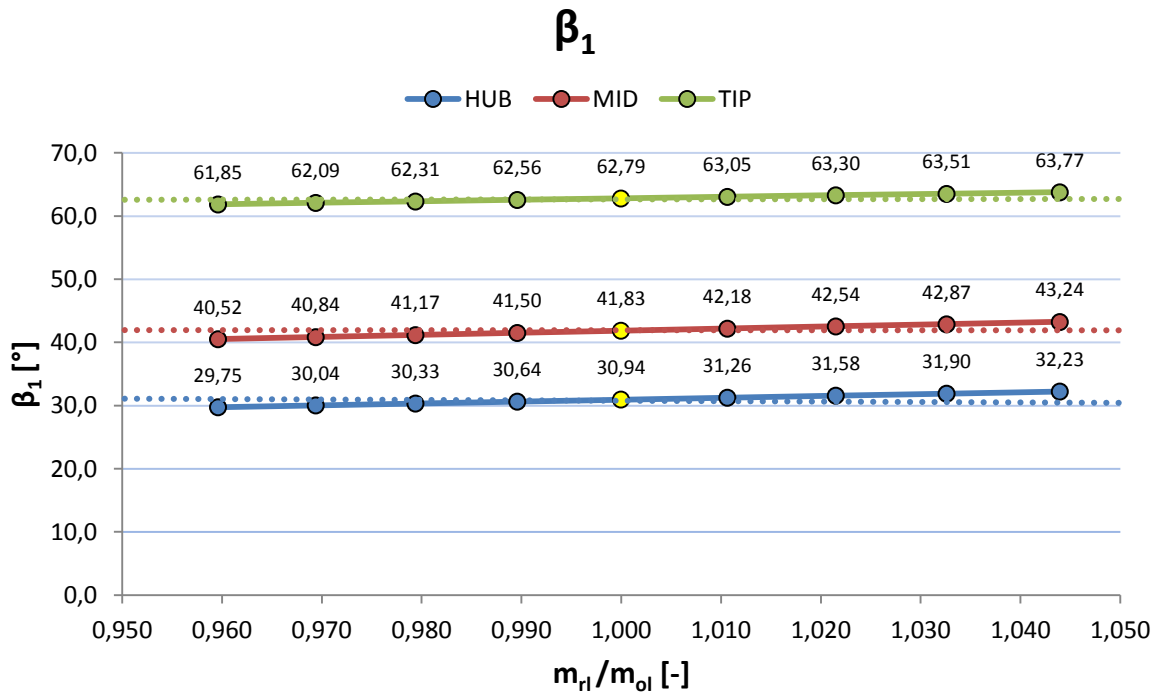 β1
HUB MID TIP
70,0
61,85 62,09 62,31 62,56 62,79 63,05 63,30 63,51 63,77
60,0
50,0
40,52 40,84 41,17 41,50 41,83 42,18 42,54 42,87 43,24
40,0
29,75 30,04 30,33 30,64 30,94 31,26 31,58 31,90 32,23
30,0
20,0
10,0
0,0
β1 [°]
0,950 0,960 0,970 0,980 0,990 1,000 1,010 1,020 1,030 1,040 1,050
mrl/mol [-]